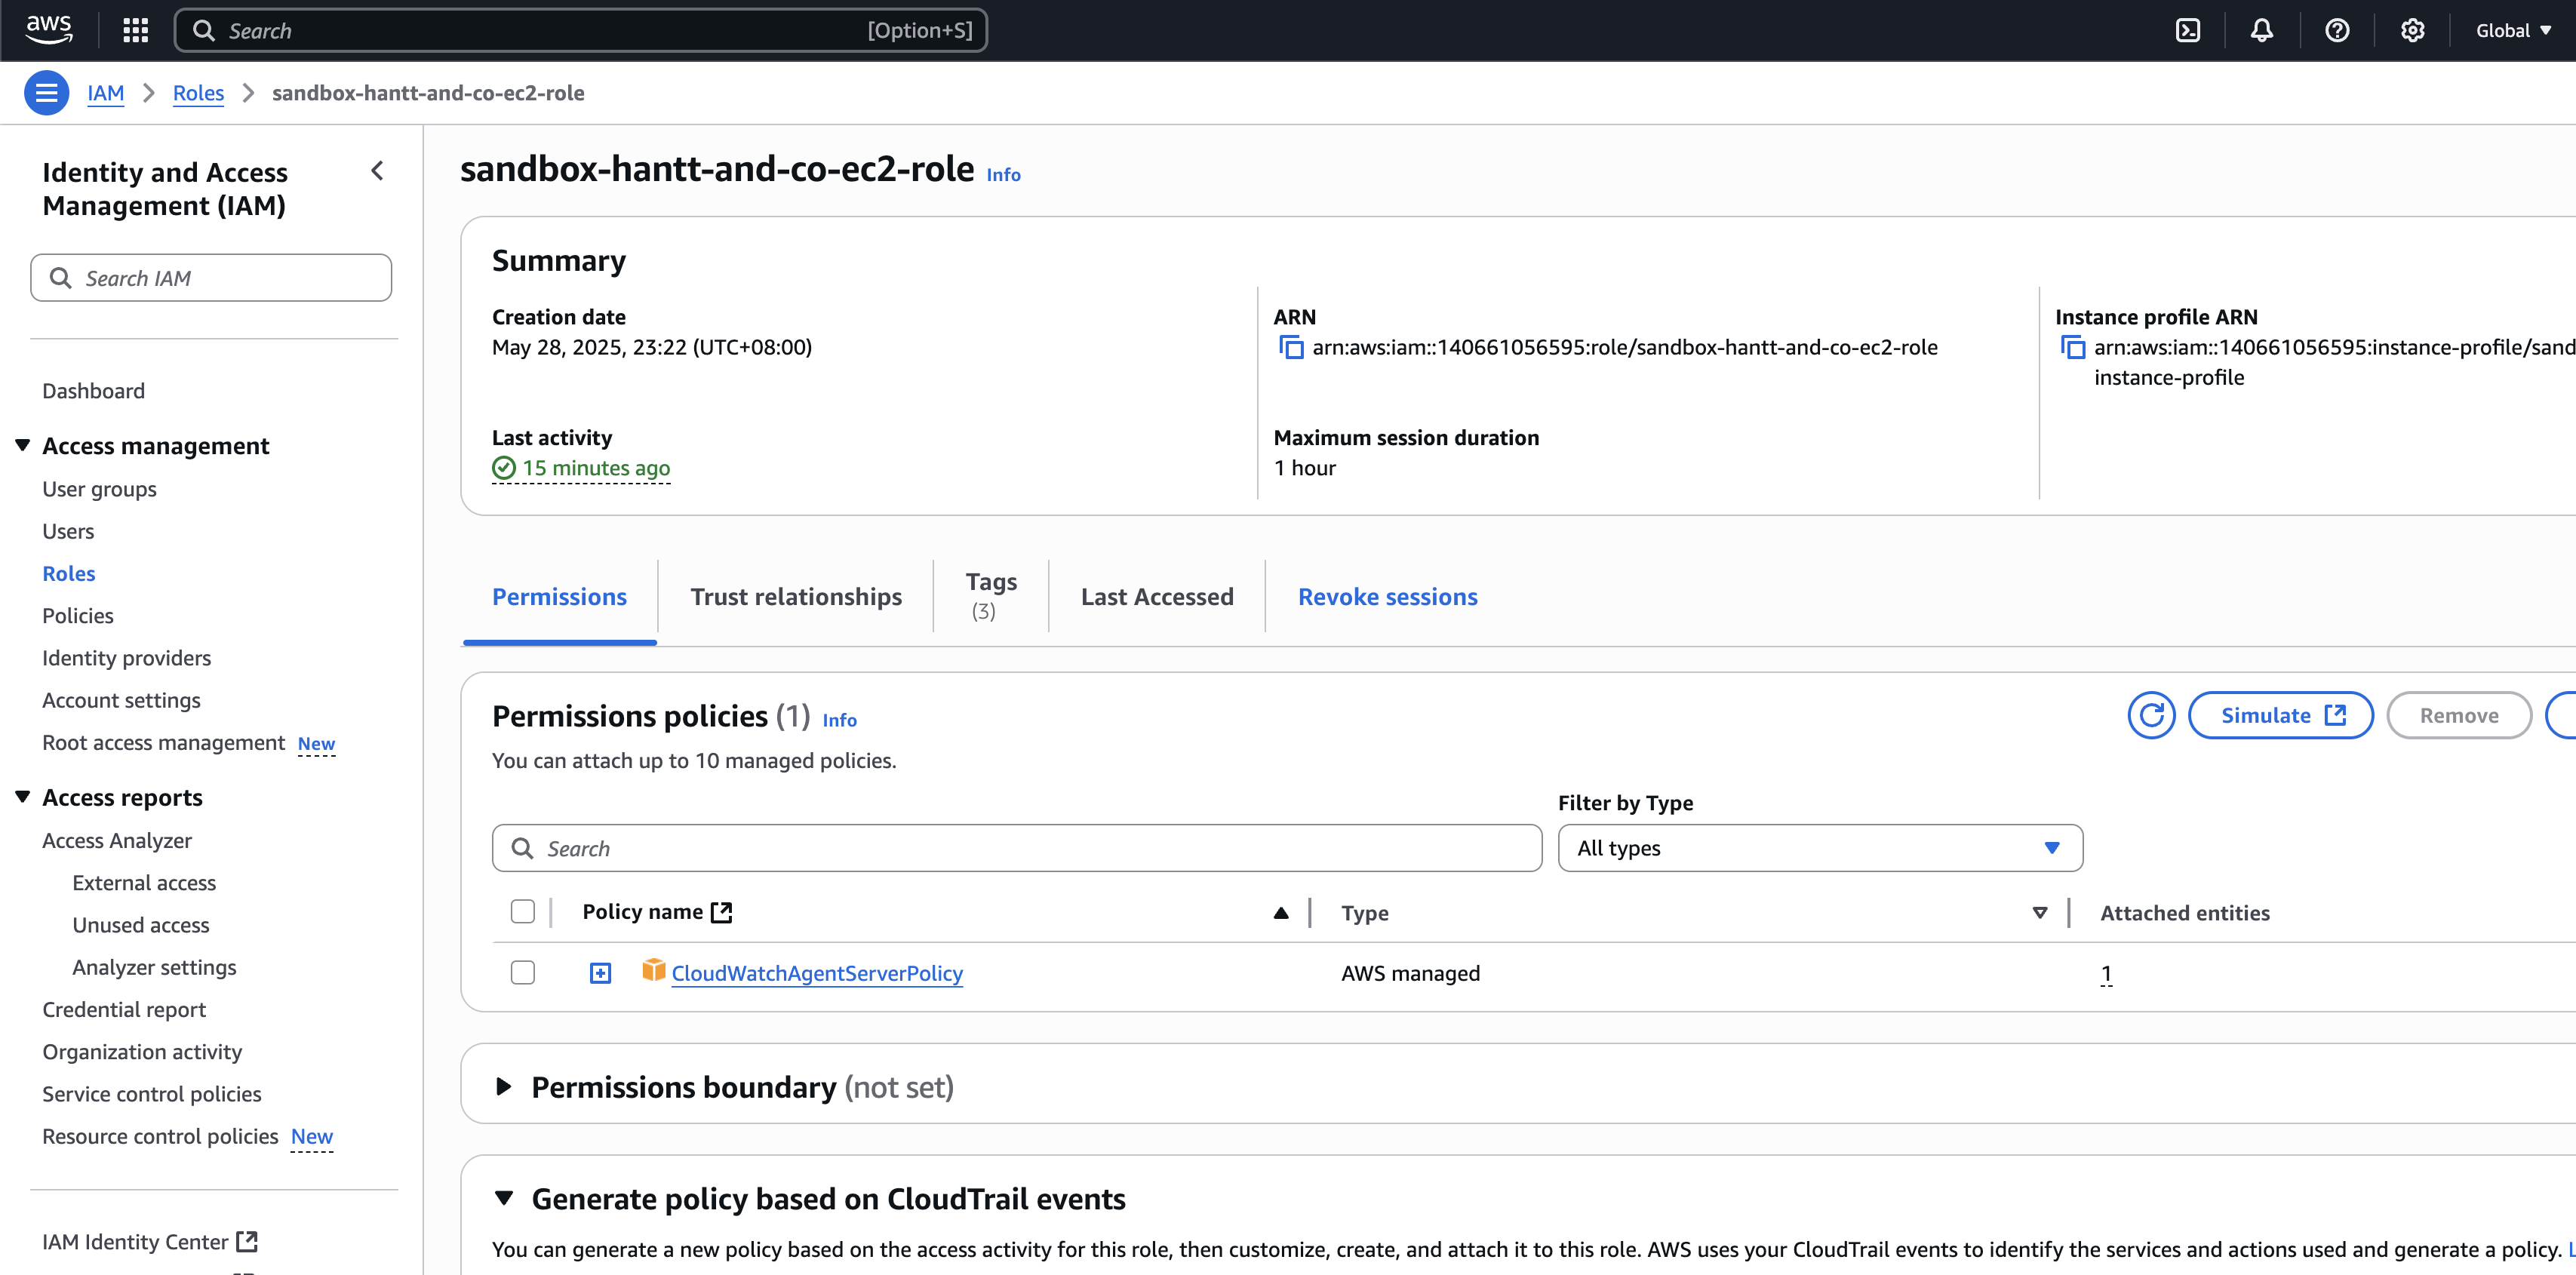 aws
Search
[Option+S]
Global
IAM
Roles
sandbox-hantt-and-co-ec2-role
Identity and Access
Management (IAM)
Search IAM
Dashboard
Access management
User groups
Users
Roles
Policies
Identity providers
Account settings
Root access management New
Access reports
Access Analyzer
External access
Unused access
Analyzer settings
Credential report
Organization activity
Service control policies
Resource control policies New
IAM Identity Center
sandbox-hantt-and-co-ec2-role Info
Summary
Creation date
May 28, 2025, 23:22 (UTC+08:00)
ARN
arn:aws:iam::140661056595:role/sandbox-hantt-and-co-ec2-role
Instance profile ARN
arn:aws:iam::140661056595:instance-profile/sand
instance-profile
Last activity
15 minutes ago
Maximum session duration
1 hour
Permissions
Trust relationships
Tags
(3)
Last Accessed
Revoke sessions
Permissions policies (1) Info
You can attach up to 10 managed policies.
Simulate
Remove
Filter by Type
Search
All types
Policy name
Type
Attached entities
CloudWatchAgentServerPolicy
AWS managed
1
Permissions boundary (not set)
Generate policy based on CloudTrail events
You can generate a new policy based on the access activity for this role, then customize, create, and attach it to this role. AWS uses your CloudTrail events to identify the services and actions used and generate a policy.